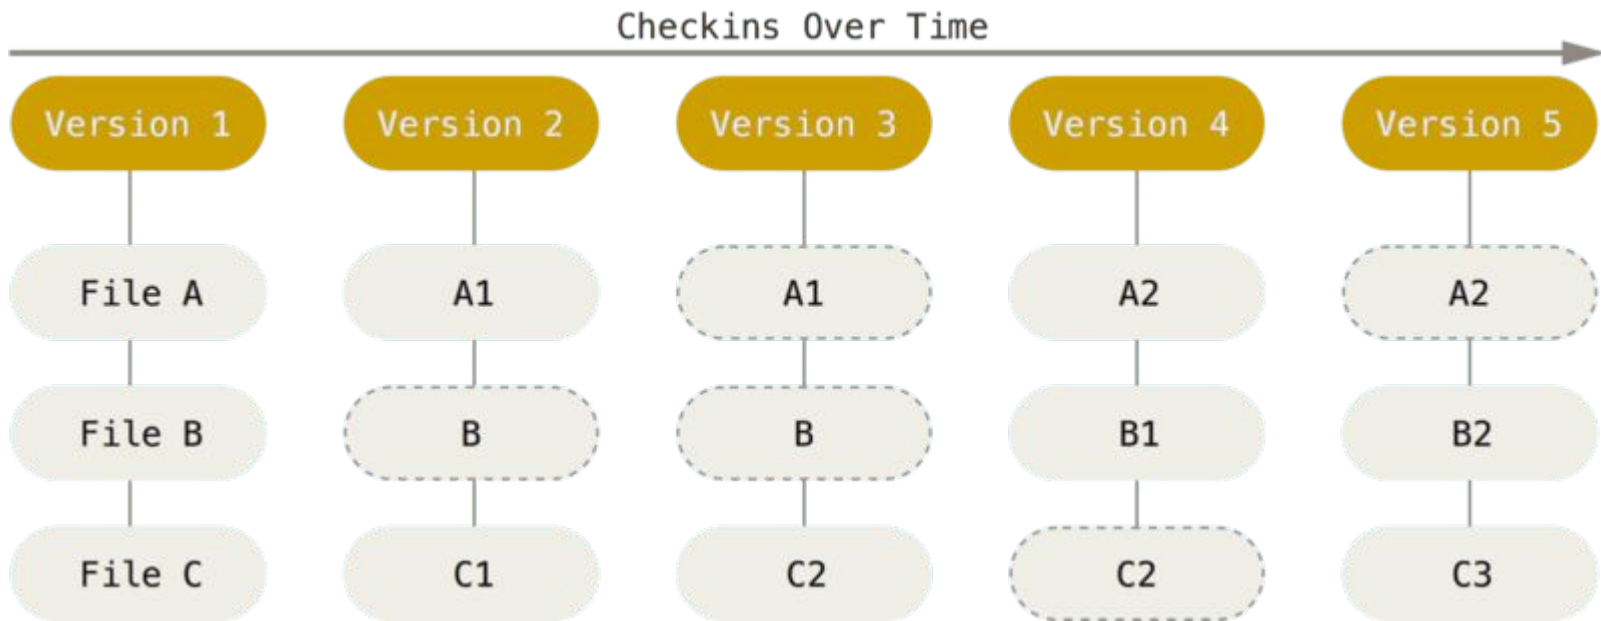 Checkins Over Time
Version 1 Version 2 Version 3 Version 4 Version 5
File A A1 A1 A2 A2
File B B B B1 B2
File C C1 C2 C2 C3